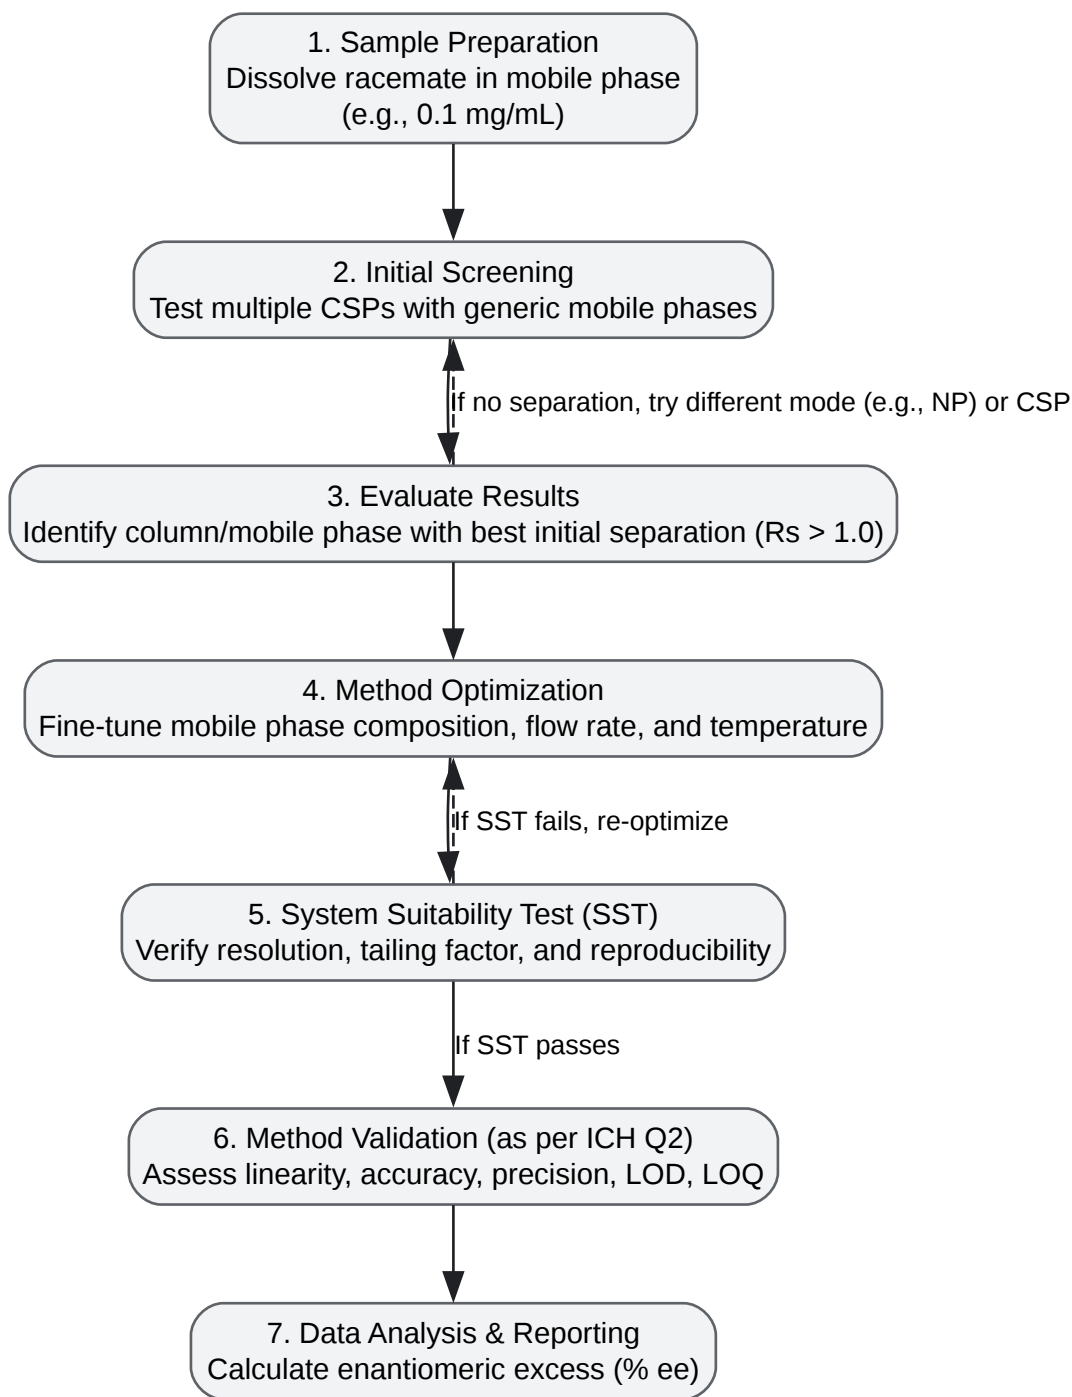 1. Sample Preparation
Dissolve racemate in mobile phase
(e.g., 0.1 mg/mL)
2. Initial Screening
Test multiple CSPs with generic mobile phases
If no separation, try different mode (e.g., NP) or CSP
3. Evaluate Results
Identify column/mobile phase with best initial separation (Rs > 1.0)
4. Method Optimization
Fine-tune mobile phase composition, flow rate, and temperature
If SST fails, re-optimize
5. System Suitability Test (SST)
Verify resolution, tailing factor, and reproducibility
If SST passes
6. Method Validation (as per ICH Q2)
Assess linearity, accuracy, precision, LOD, LOQ
7. Data Analysis & Reporting
Calculate enantiomeric excess (% ee)